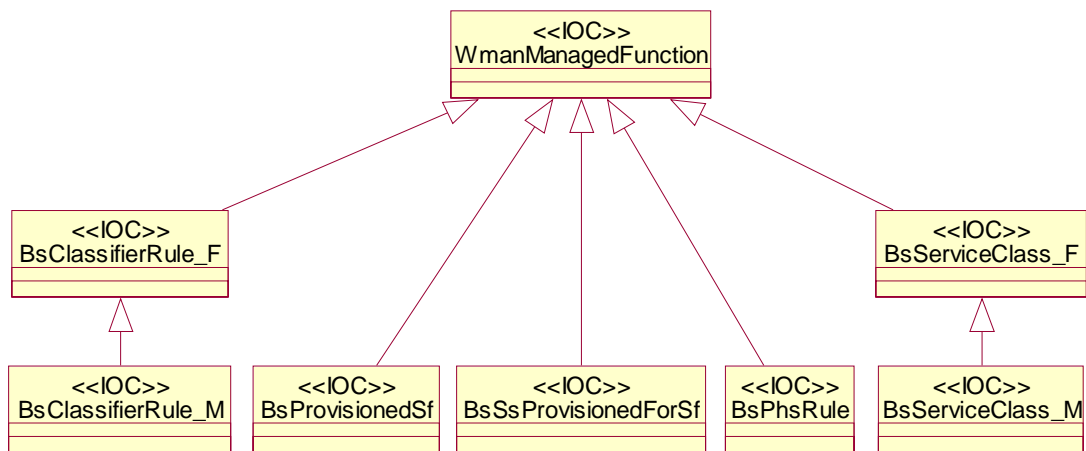 <<IOC>>
WmanManagedFunction
<<IOC>>
BsClassifierRule_F
<<IOC>>
BsServiceClass_F
<<IOC>>
BsClassifierRule_M
<<IOC>>
BsProvisionedSf
<<IOC>>
BsSsProvisionedForSf
<<IOC>>
BsPhsRule
<<IOC>>
BsServiceClass_M